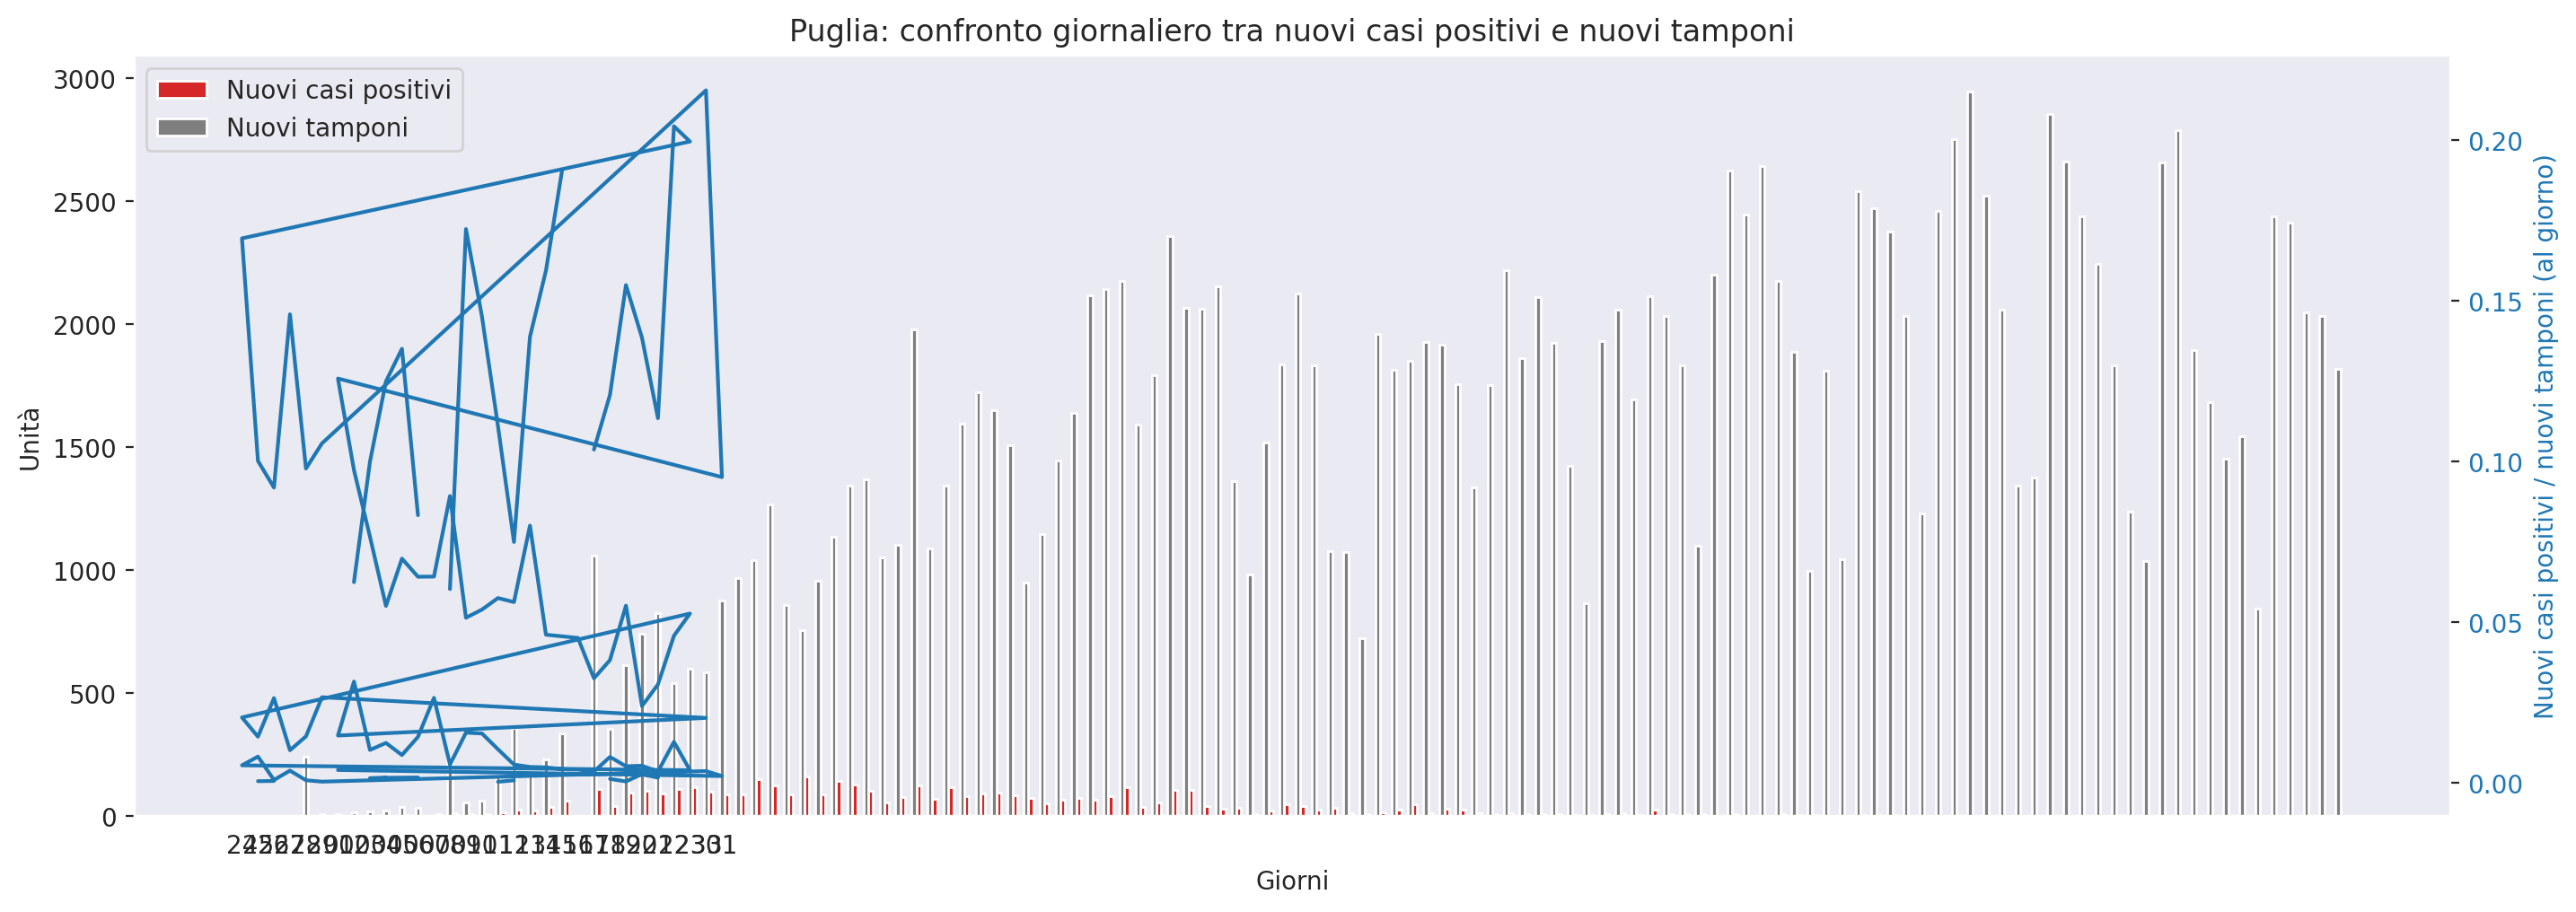 Puglia: confronto giornaliero tra nuovi casi positivi e nuovi tamponi
Nuovi casi positivi
Nuovi tamponi
3000
2500
2000
1500
1000
500
0
Unità
0.20
0.15
0.10
0.05
0.00
Nuovi casi positivi / nuovi tamponi (al giorno)
Giorni